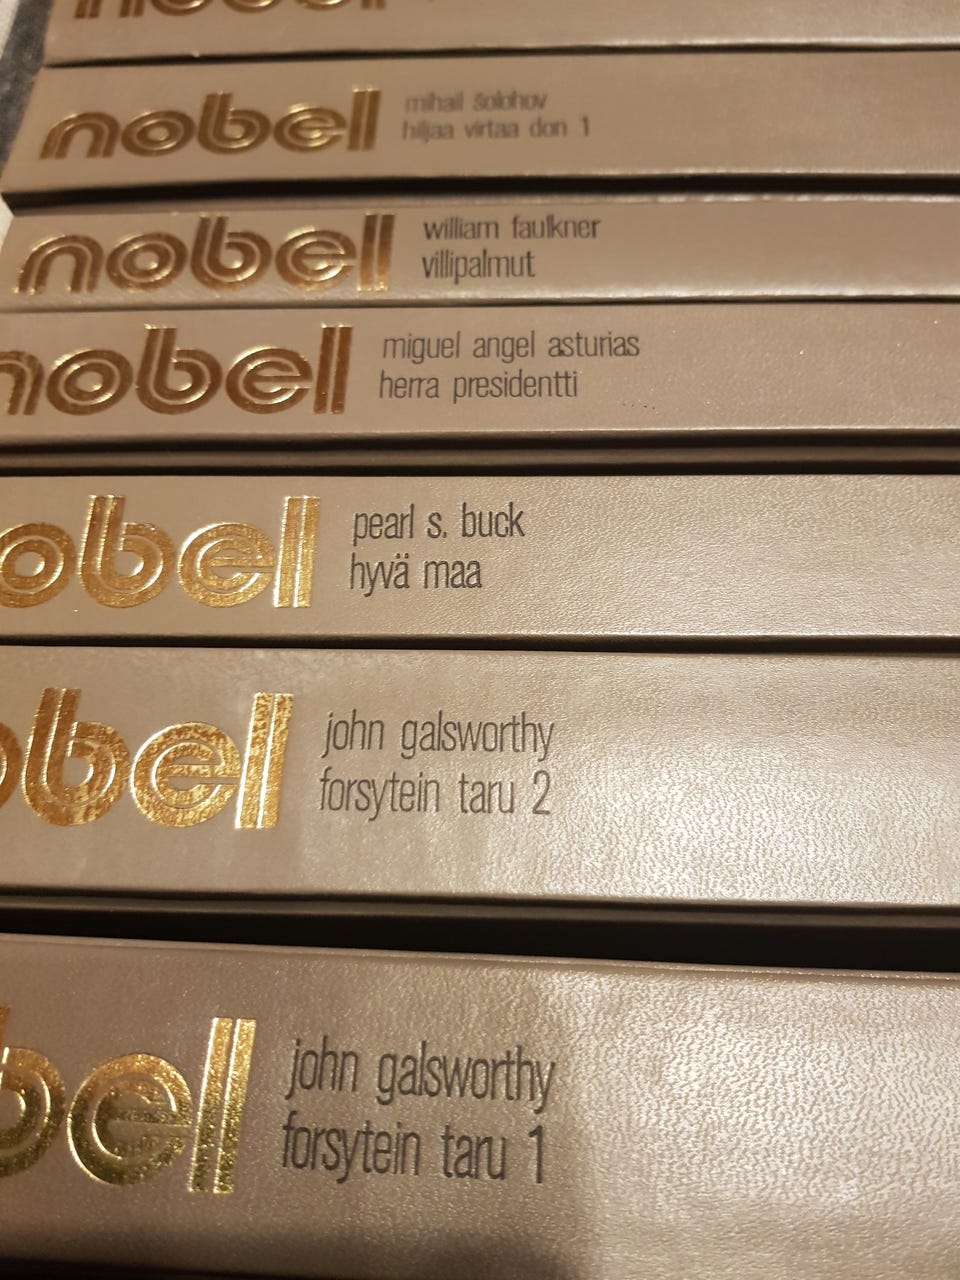 nobel
nobel
mihail šolohov
hiljaa virtaa don 1
nobel
william faulkner
villipalmut
nobel
miguel angel asturias
herra presidentti
obel
pearl s. buck
hyvä maa
obel
john galsworthy
forsytein taru 2
bel
john galsworthy
forsytein taru 1